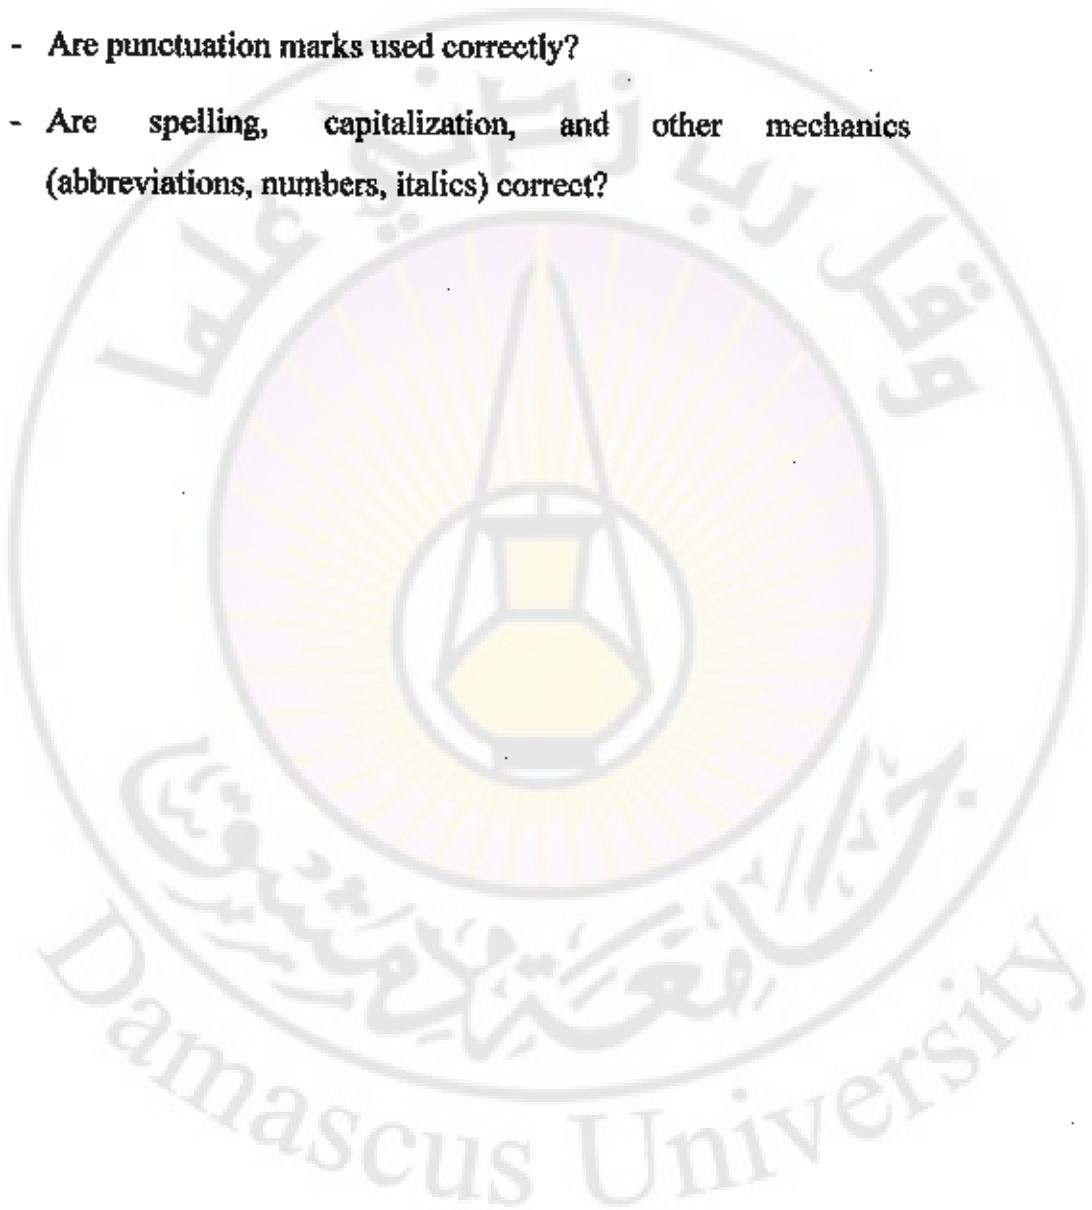 - Are punctuation marks used correctly?
- Are spelling, capitalization, and other mechanics
(abbreviations, numbers, italics) correct?
وقل رب زدني علما
جامعة دمشق
Damascus University